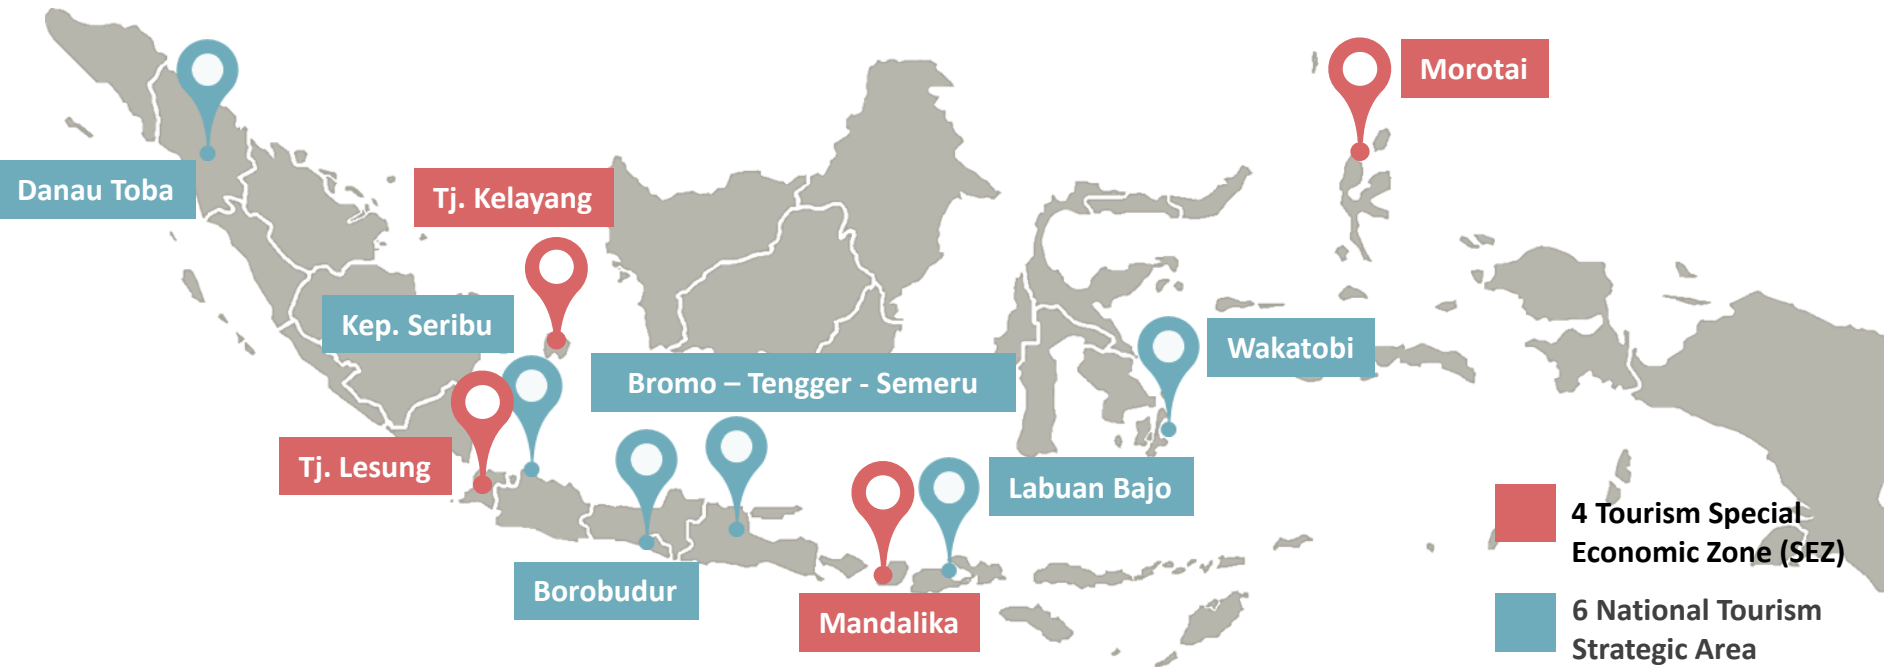 Morotai
Danau Toba
Tj. Kelayang
Kep. Seribu
Wakatobi
Bromo – Tengger - Semeru
Tj. Lesung
Labuan Bajo
Borobudur
Mandalika
4 Tourism Special
Economic Zone (SEZ)
6 National Tourism
Strategic Area